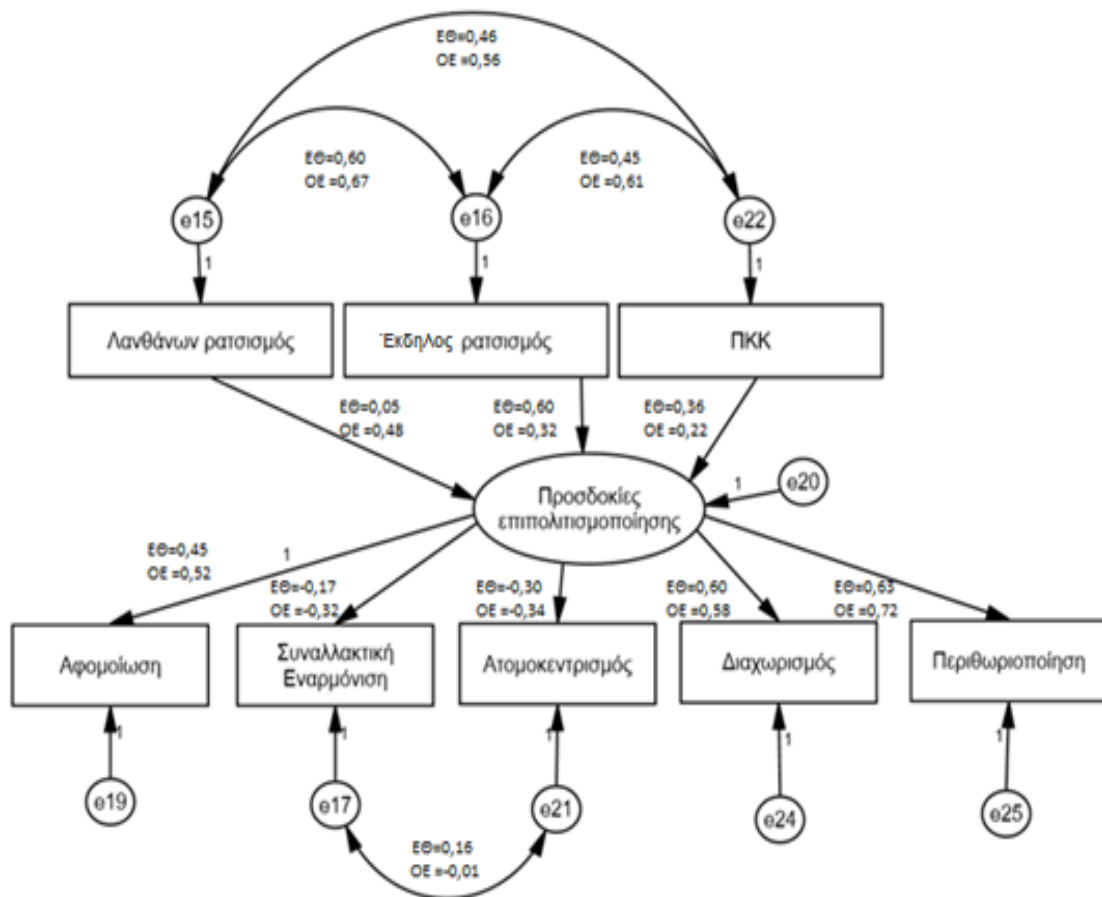 ΕΘ=0,46
ΟΕ =0,56
ΕΘ=0,60
ΟΕ =0,67
ΕΘ=0,45
ΟΕ =0,61
e15
e16
e22
1
1
1
Λανθάνων ρατσισμός
Έκδηλος ρατσισμός
ΠΚΚ
ΕΘ=0,05
ΟΕ =0,48
ΕΘ=0,60
ΟΕ =0,32
ΕΘ=0,36
ΟΕ =0,22
Προσδοκίες
επιπολιτισμοποίησης
1
e20
ΕΘ=0,45
ΟΕ =0,52
1
ΕΘ=-0,17
ΟΕ =-0,32
ΕΘ=-0,30
ΟΕ =-0,34
ΕΘ=0,60
ΟΕ =0,58
ΕΘ=0,63
ΟΕ =0,72
Αφομοίωση
Συναλλακτική
Εναρμόνιση
Ατομοκεντρισμός
Διαχωρισμός
Περιθωριοποίηση
1
1
1
1
1
e19
e17
e21
e24
e25
ΕΘ=0,16
ΟΕ =-0,01